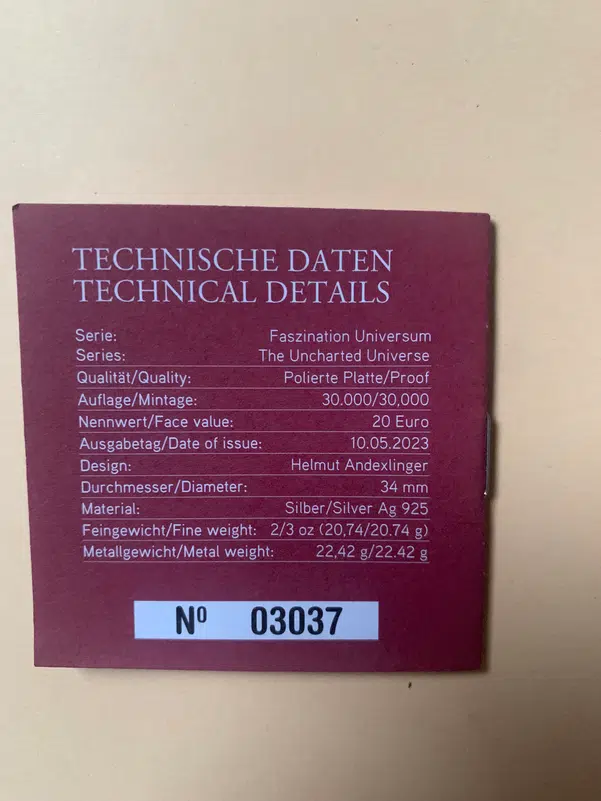 TECHNISCHE DATEN
TECHNICAL DETAILS
Serie: Faszination Universum
Series: The Uncharted Universe
Qualität/Quality: Polierte Platte/Proof
Auflage/Mintage: 30.000/30,000
Nennwert/Face value: 20 Euro
Ausgabetag/Date of issue: 10.05.2023
Design: Helmut Andexlinger
Durchmesser/Diameter: 34 mm
Material: Silber/Silver Ag 925
Feingewicht/Fine weight: 2/3 oz (20,74/20.74 g)
Metallgewicht/Metal weight: 22,42 g/22.42 g
Nº 03037